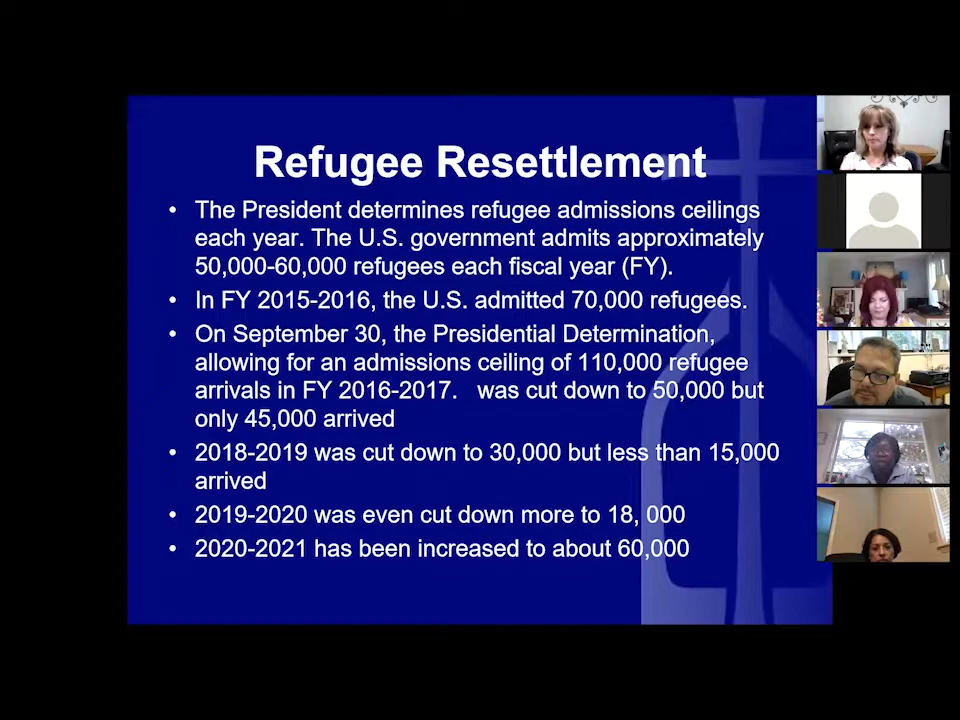 Refugee Resettlement
• The President determines refugee admissions ceilings
each year. The U.S. government admits approximately
50,000-60,000 refugees each fiscal year (FY).
• In FY 2015-2016, the U.S. admitted 70,000 refugees.
• On September 30, the Presidential Determination,
allowing for an admissions ceiling of 110,000 refugee
arrivals in FY 2016-2017.   was cut down to 50,000 but
only 45,000 arrived
• 2018-2019 was cut down to 30,000 but less than 15,000
arrived
• 2019-2020 was even cut down more to 18, 000
• 2020-2021 has been increased to about 60,000